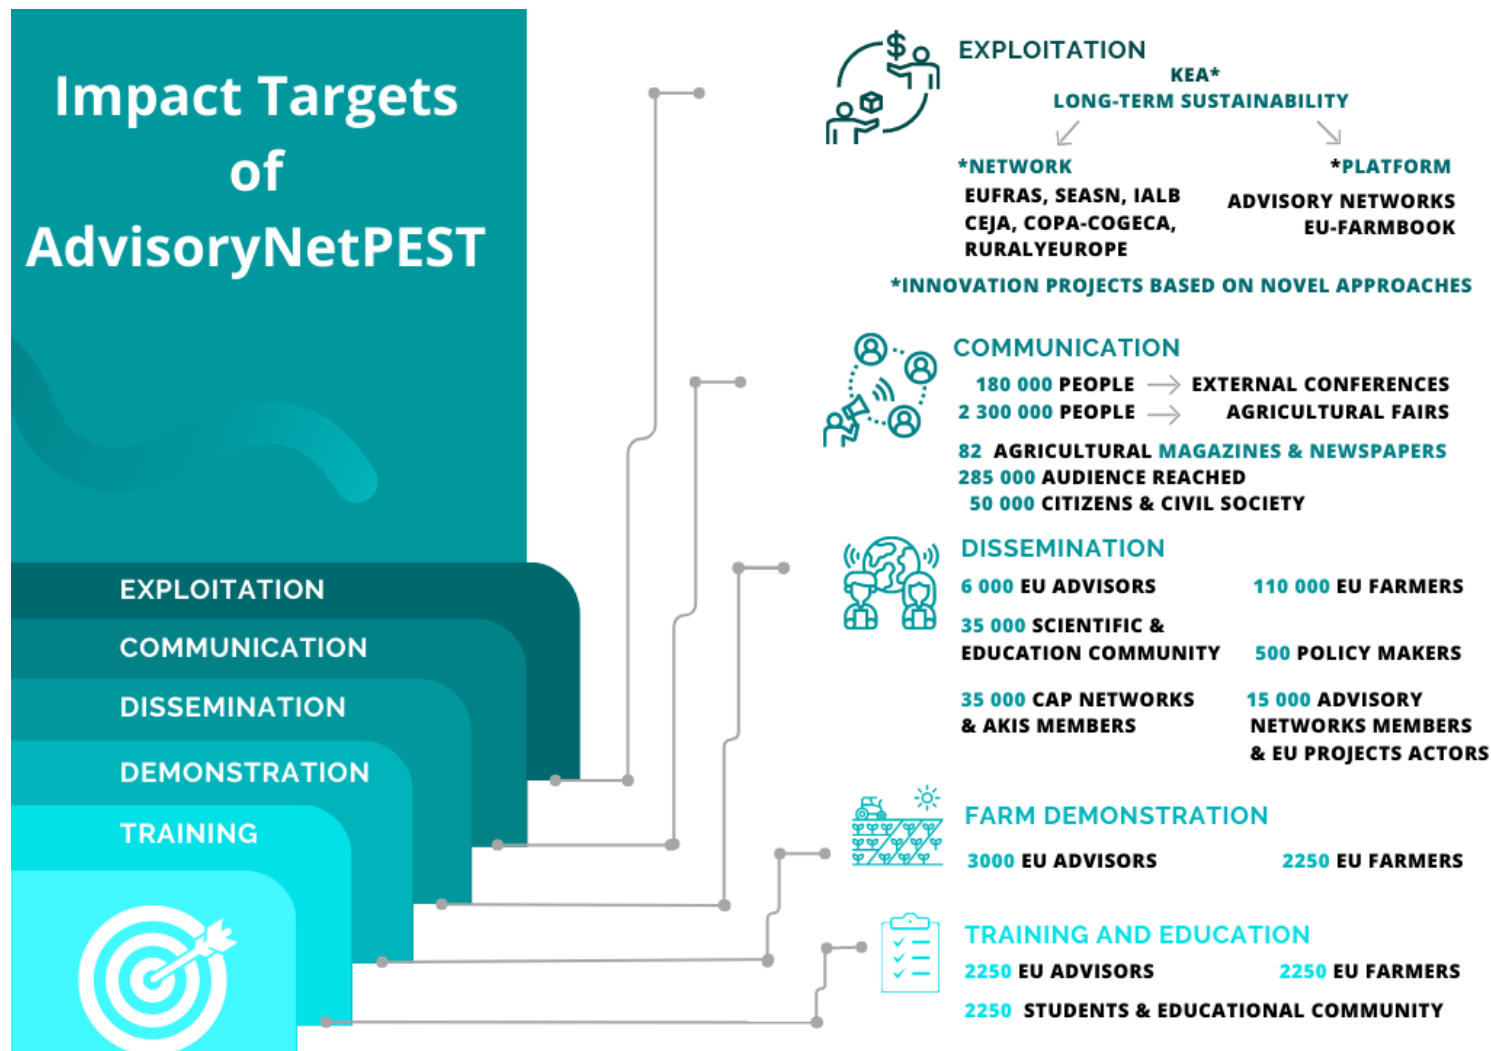 Impact Targets
of
AdvisoryNetPEST
EXPLOITATION
COMMUNICATION
DISSEMINATION
DEMONSTRATION
TRAINING
$
EXPLOITATION
KEA*
LONG-TERM SUSTAINABILITY
*NETWORK
EUFRAS, SEASN, IALB
CEJA, COPA-COGECA,
RURALYEUROPE
*PLATFORM
ADVISORY NETWORKS
EU-FARMBOOK
*INNOVATION PROJECTS BASED ON NOVEL APPROACHES
COMMUNICATION
180 000 PEOPLE → EXTERNAL CONFERENCES
2 300 000 PEOPLE → AGRICULTURAL FAIRS
82 AGRICULTURAL MAGAZINES & NEWSPAPERS
285 000 AUDIENCE REACHED
50 000 CITIZENS & CIVIL SOCIETY
DISSEMINATION
6 000 EU ADVISORS
110 000 EU FARMERS
35 000 SCIENTIFIC &
EDUCATION COMMUNITY
500 POLICY MAKERS
35 000 CAP NETWORKS
& AKIS MEMBERS
15 000 ADVISORY
NETWORKS MEMBERS
& EU PROJECTS ACTORS
FARM DEMONSTRATION
3000 EU ADVISORS
2250 EU FARMERS
TRAINING AND EDUCATION
2250 EU ADVISORS
2250 EU FARMERS
2250 STUDENTS & EDUCATIONAL COMMUNITY